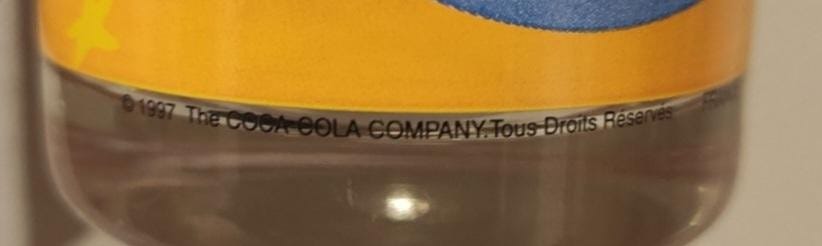 © 1997 The COCA-COLA COMPANY. Tous Droits Réservés